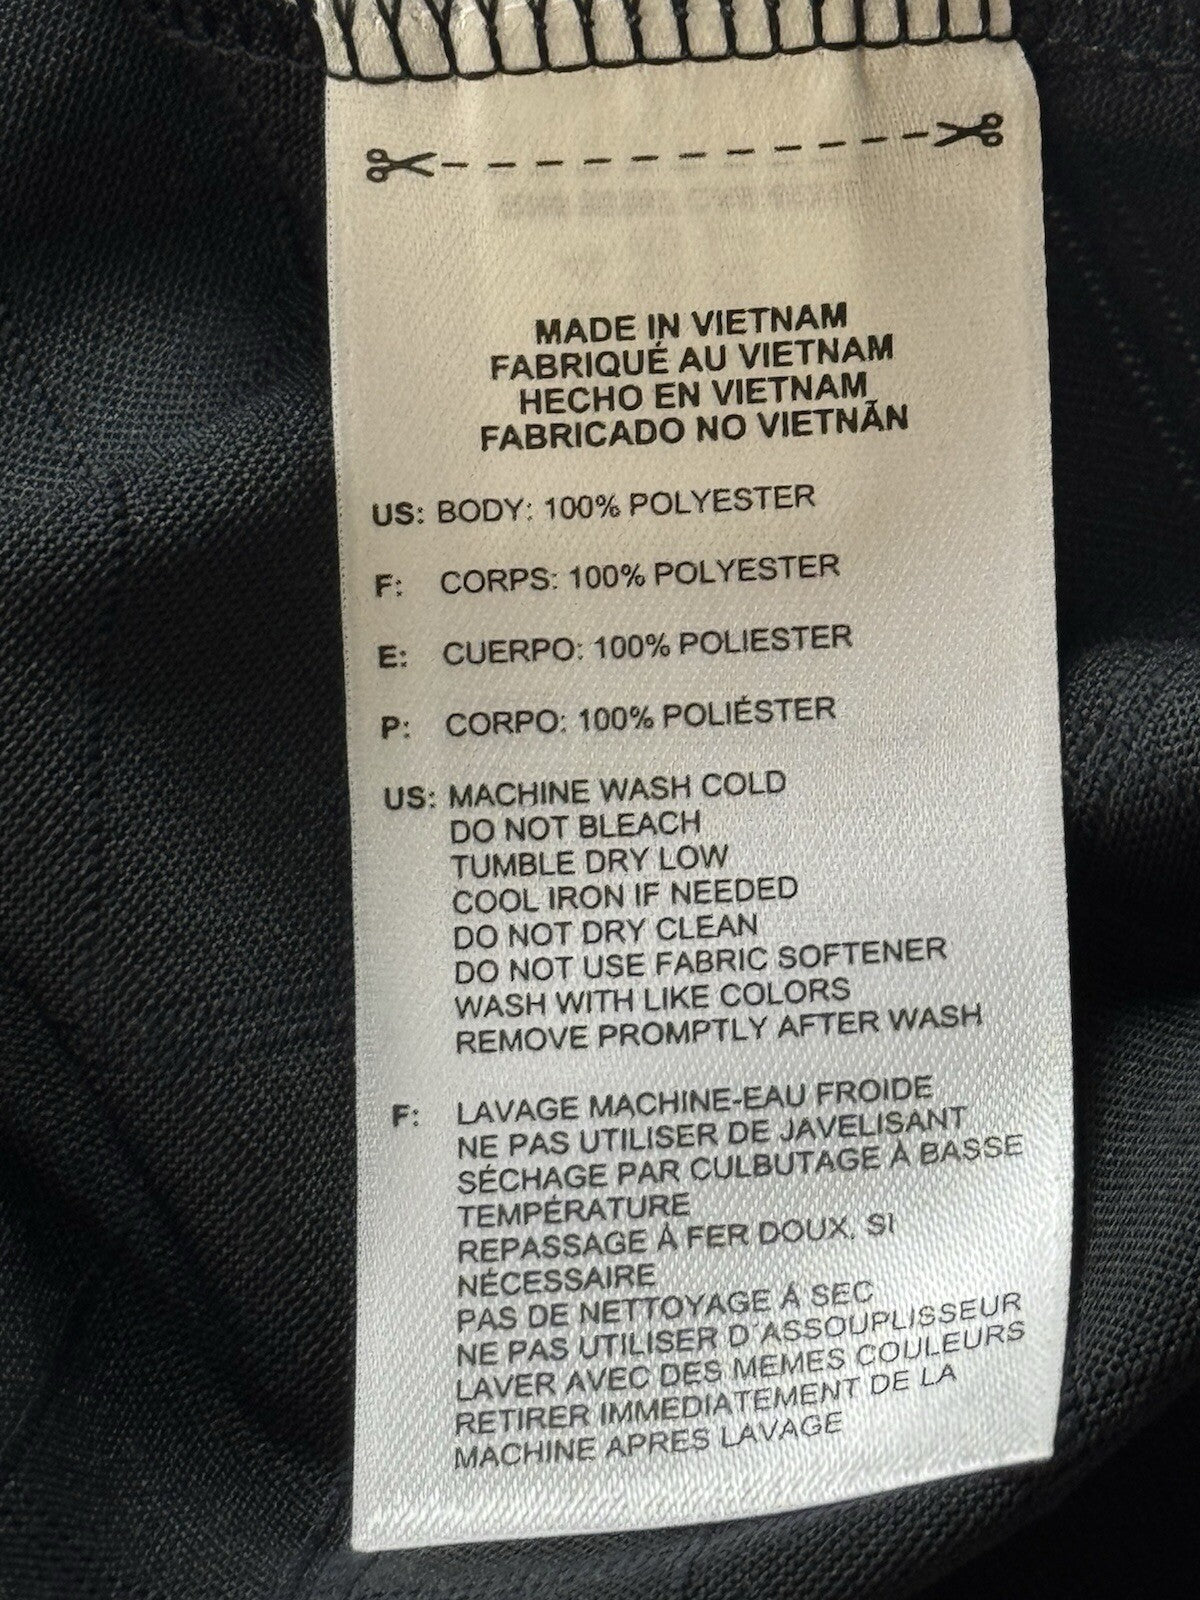 MADE IN VIETNAM
FABRIQUÉ AU VIETNAM
HECHO EN VIETNAM
FABRICADO NO VIETNÃN
US: BODY: 100% POLYESTER
F: CORPS: 100% POLYESTER
E: CUERPO: 100% POLIESTER
P: CORPO: 100% POLIÉSTER
US: MACHINE WASH COLD
DO NOT BLEACH
TUMBLE DRY LOW
COOL IRON IF NEEDED
DO NOT DRY CLEAN
DO NOT USE FABRIC SOFTENER
WASH WITH LIKE COLORS
REMOVE PROMPTLY AFTER WASH
F: LAVAGE MACHINE-EAU FROIDE
NE PAS UTILISER DE JAVELISANT
SÉCHAGE PAR CULBUTAGE À BASSE
TEMPÉRATURE
REPASSAGE À FER DOUX, SI
NÉCESSAIRE
PAS DE NETTOYAGE À SEC
NE PAS UTILISER D'ASSOUPLISSEUR
LAVER AVEC DES MEMES COULEURS
RETIRER IMMEDIATEMENT DE LA
MACHINE APRES LAVAGE